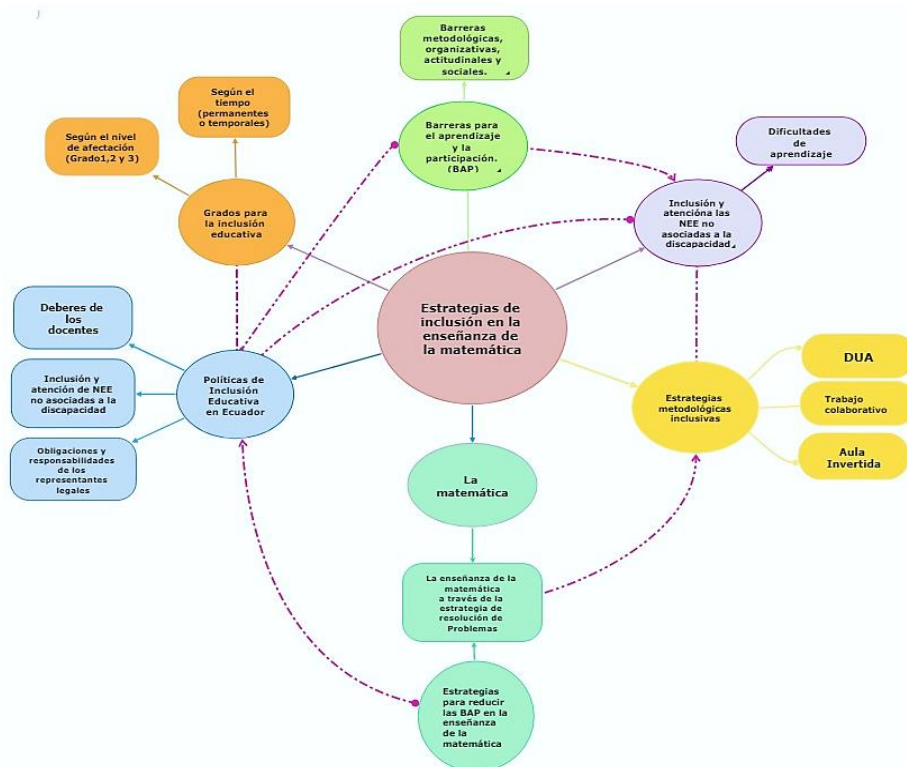 Barreras
metodológicas,
organizativas,
actitudinales y
sociales.
Según el
tiempo
(permanentes
o temporales)
Según el nivel
de afectación
(Grado1,2 y 3)
Barreras para
el aprendizaje
y la
participación.
(BAP)
Dificultades
de
aprendizaje
Grados para
la inclusión
educativa
Inclusión y
atencióna las
NEE no
asociadas a la
discapacidad
Estrategias de
inclusión en la
enseñanza de
la matemática
Deberes de
los
docentes
Inclusión y
atención de NEE
no asociadas a la
discapacidad
Obligaciones y
responsabilidades
de los
representantes
legales
Políticas de
Inclusión
Educativa
en Ecuador
Estrategias
metodológicas
inclusivas
DUA
Trabajo
colaborativo
Aula
Invertida
La
matemática
La enseñanza de la
matemática
a través de la
estrategia de
resolución de
Problemas
Estrategias
para reducir
las BAP en la
enseñanza
de la
matemática